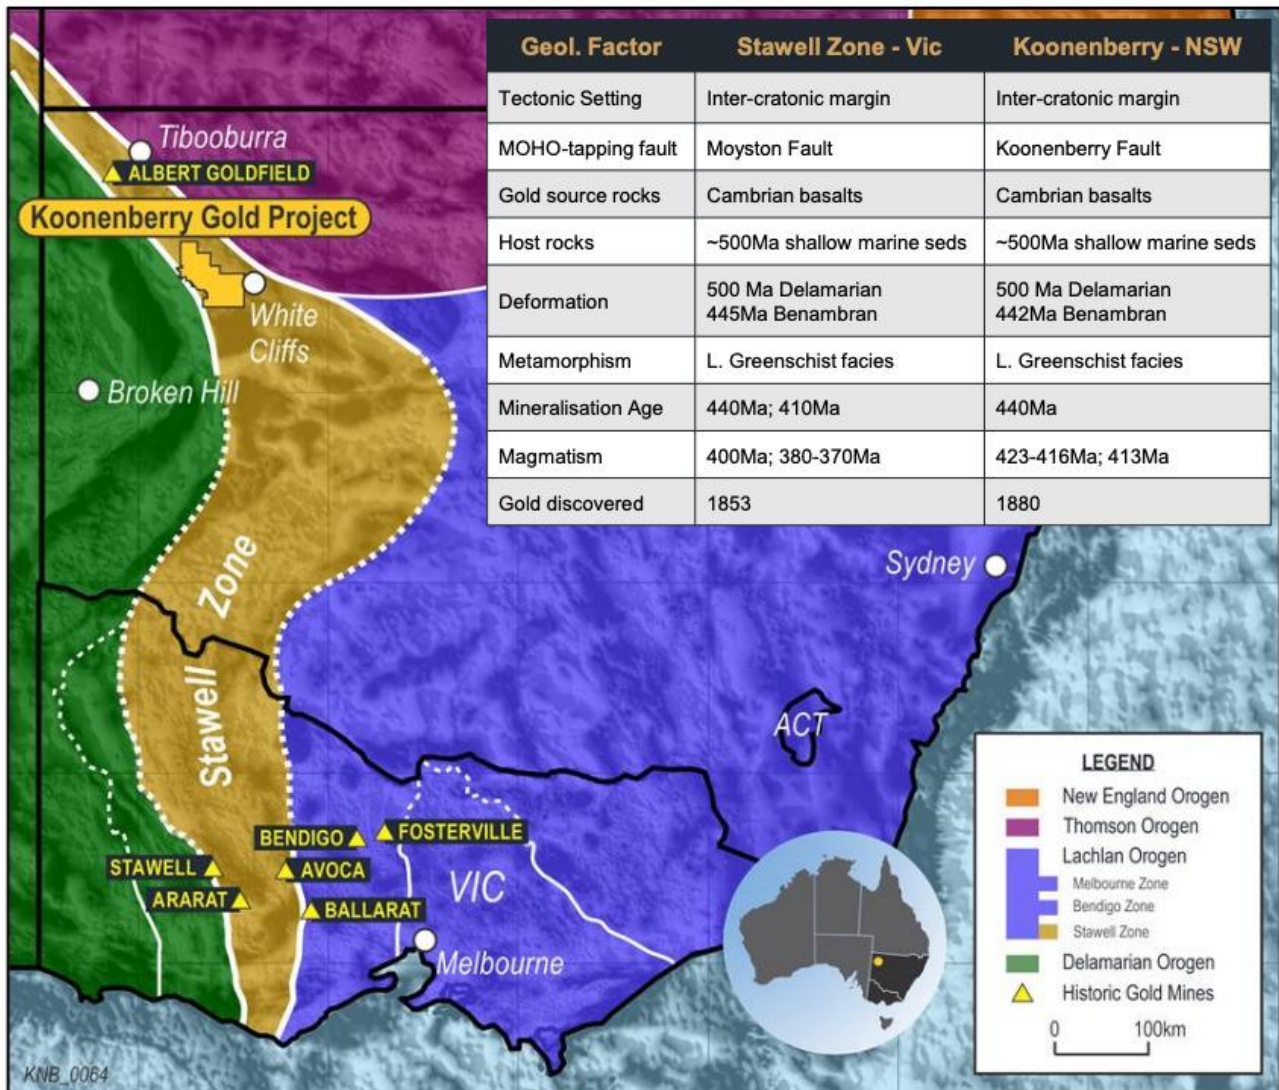 Geol. Factor Stawell Zone - Vic Koonenberry - NSW
Tectonic Setting Inter-cratonic margin Inter-cratonic margin
MOHO-tapping fault Moyston Fault Koonenberry Fault
Gold source rocks Cambrian basalts Cambrian basalts
Host rocks ~500Ma shallow marine seds ~500Ma shallow marine seds
Deformation 500 Ma Delamarian 500 Ma Delamarian
445Ma Benambran 442Ma Benambran
Metamorphism L. Greenschist facies L. Greenschist facies
Mineralisation Age 440Ma; 410Ma 440Ma
Magmatism 400Ma; 380-370Ma 423-416Ma; 413Ma
Gold discovered 1853 1880
Tibooburra
ALBERT GOLDFIELD
Koonenberry Gold Project
White
Cliffs
Broken Hill
Stawell Zone
Sydney
ACT
BENDIGO
FOSTERVILLE
STAWELL
AVOCA
VIC
ARARAT
BALLARAT
Melbourne
LEGEND
New England Orogen
Thomson Orogen
Lachlan Orogen
Melbourne Zone
Bendigo Zone
Stawell Zone
Delamarian Orogen
Historic Gold Mines
0 100km
KNB_0064